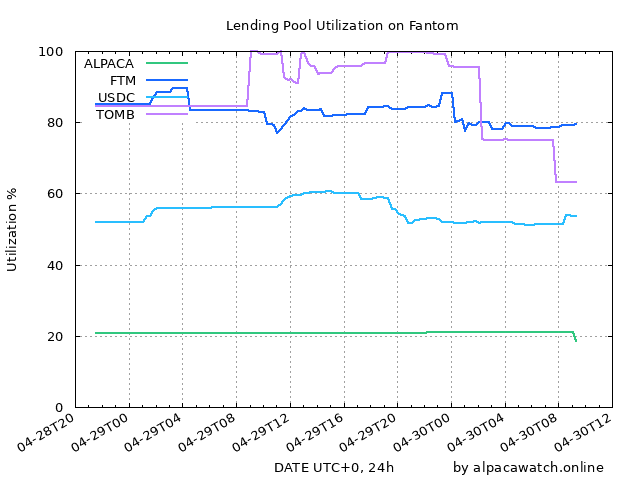 Lending Pool Utilization on Fantom
100
80
60
40
20
0
Utilization %
ALPACA
FTM
USDC
TOMB
04-28T20
04-29T00
04-29T04
04-29T08
04-29T12
04-29T16
04-29T20
04-30T00
04-30T04
04-30T08
04-30T12
DATE UTC+0, 24h
by alpacawatch.online